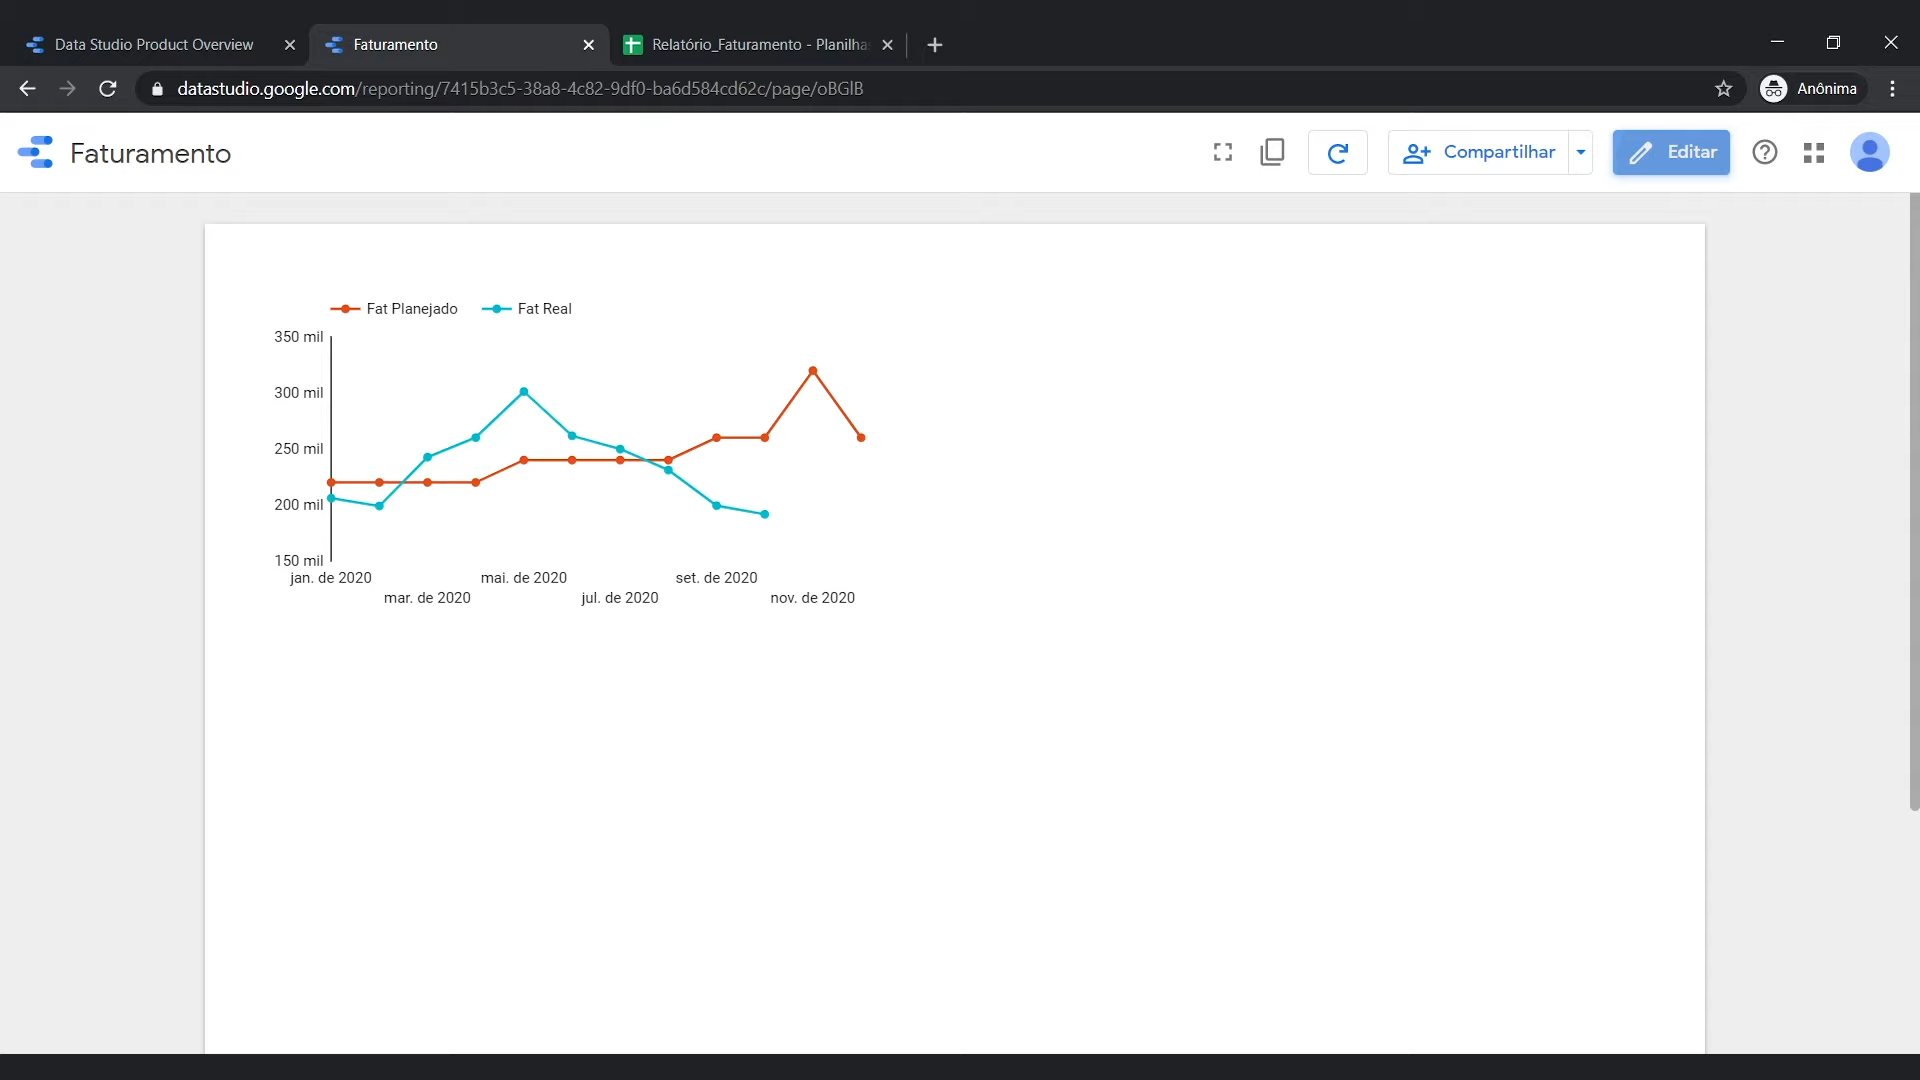 Data Studio Product Overview
Faturamento
Relatório_Faturamento - Planilha
datastudio.google.com/reporting/7415b3c5-38a8-4c82-9df0-ba6d584cd62c/page/oBGlB
Anônima
Faturamento
Compartilhar
Editar
Fat Planejado
Fat Real
350 mil
300 mil
250 mil
200 mil
150 mil
jan. de 2020
mai. de 2020
set. de 2020
mar. de 2020
jul. de 2020
nov. de 2020